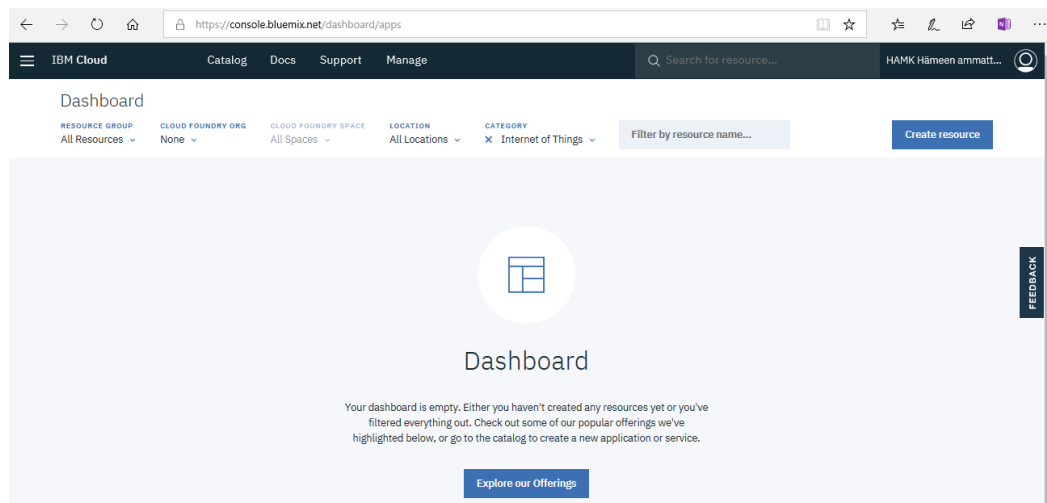 https://console.bluemix.net/dashboard/apps
IBM Cloud Catalog Docs Support Manage Search for resource... HAMK Hämeen ammatt...
Dashboard
RESOURCE GROUP CLOUD FOUNDRY ORG CLOUD FOUNDRY SPACE LOCATION CATEGORY
All Resources None All Spaces All Locations Internet of Things Filter by resource name... Create resource
FEEDBACK
Dashboard
Your dashboard is empty. Either you haven't created any resources yet or you've
filtered everything out. Check out some of our popular offerings we've
highlighted below, or go to the catalog to create a new application or service.
Explore our Offerings